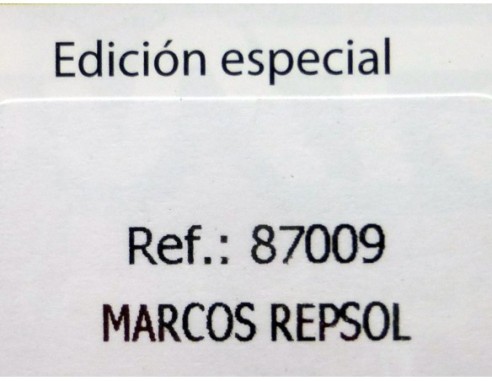 Edición especial
Ref.: 87009
MARCOS REPSOL